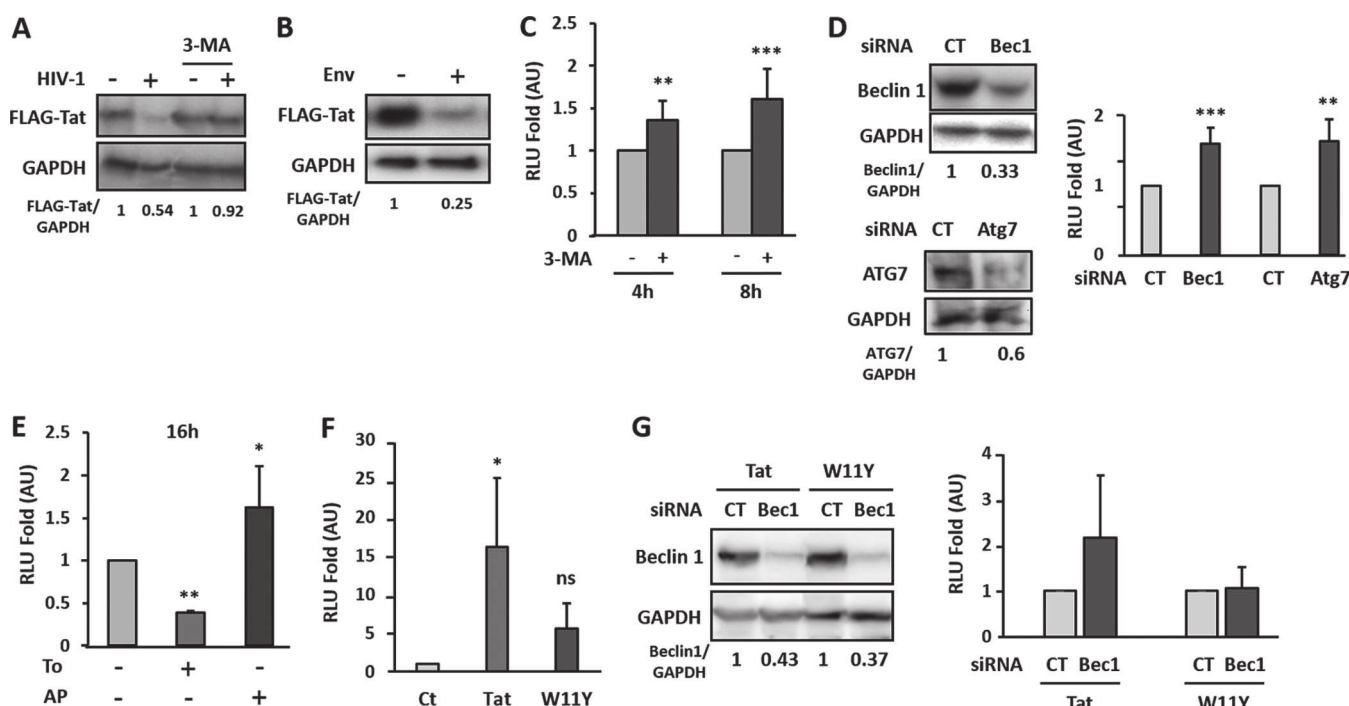 A
3-MA
HIV-1 - + - +
FLAG-Tat
GAPDH
FLAG-Tat/
GAPDH
1 0.54 1 0.92
B
Env - +
FLAG-Tat
GAPDH
FLAG-Tat/
GAPDH
1 0.25
C
RLU Fold (AU)
2.5
2
1.5
1
0.5
0
**
***
3-MA - + - +
4h 8h
D
siRNA CT Bec1
Beclin 1
GAPDH
Beclin1/
GAPDH
1 0.33
siRNA CT Atg7
ATG7
GAPDH
ATG7/
GAPDH
1 0.6
RLU Fold (AU)
2
1
2
***
**
siRNA CT Bec1 CT Atg7
E
16h
RLU Fold (AU)
2.5
2
1.5
1
0.5
0
**
*
To - + -
AP - - +
F
RLU Fold (AU)
30
25
20
15
10
5
0
*
ns
Ct Tat W11Y
G
Tat W11Y
siRNA CT Bec1 CT Bec1
Beclin 1
GAPDH
Beclin1/
GAPDH
1 0.43 1 0.37
RLU Fold (AU)
4
2
1
0
siRNA CT Bec1 CT Bec1
Tat W11Y